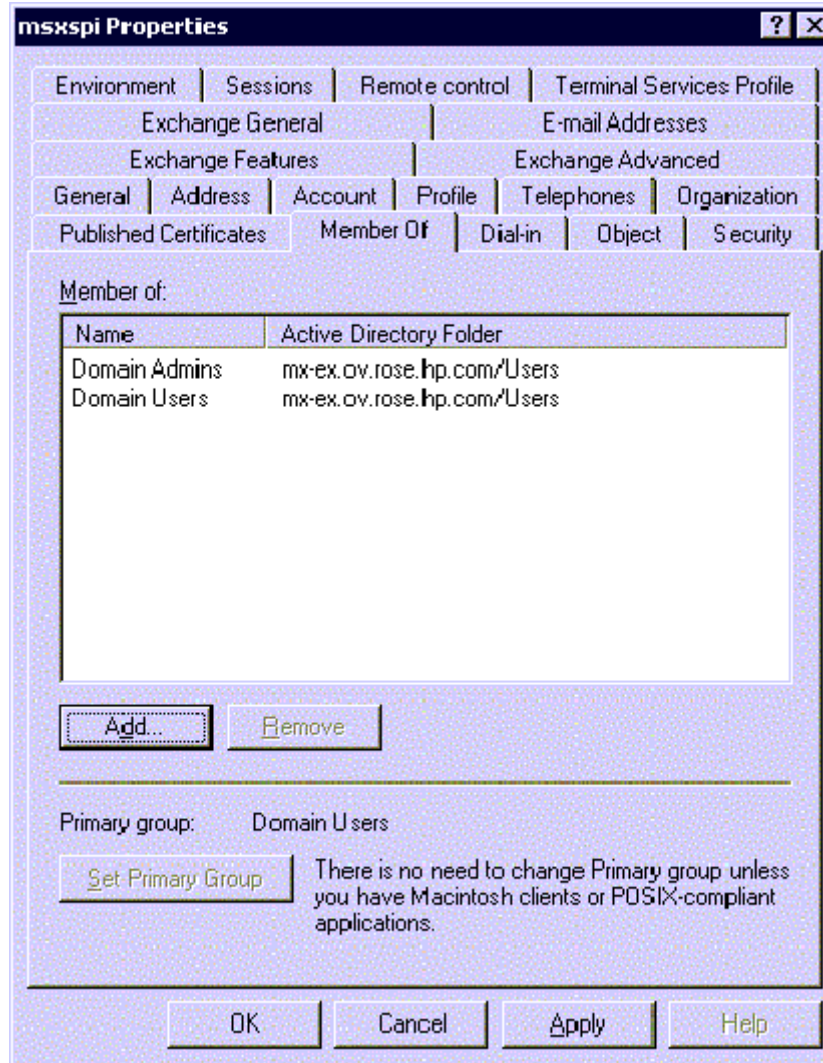 msxspi Properties
? X
Environment Sessions Remote control Terminal Services Profile
Exchange General E-mail Addresses
Exchange Features Exchange Advanced
General Address Account Profile Telephones Organization
Published Certificates Member Of Dial-in Object Security
Member of:
Name Active Directory Folder
Domain Admins mx-ex.ov.rose.hp.com/Users
Domain Users mx-ex.ov.rose.hp.com/Users
Add... Remove
Primary group: Domain Users
Set Primary Group There is no need to change Primary group unless
you have Macintosh clients or POSIX-compliant
applications.
OK Cancel Apply Help